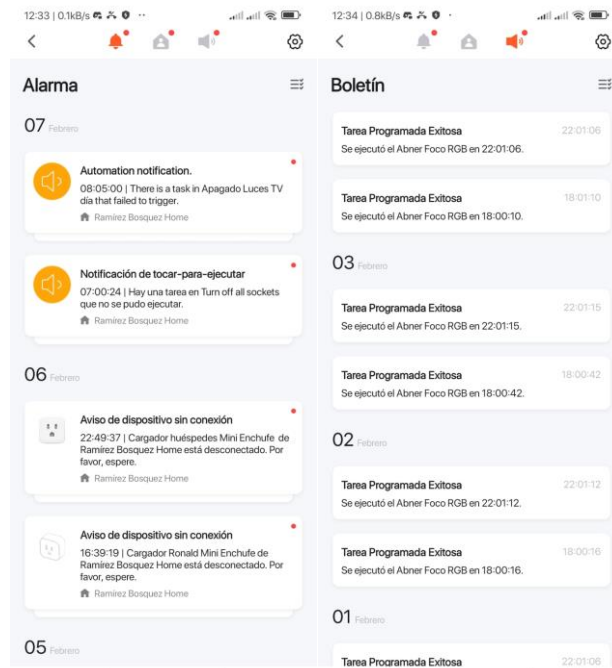 12:33 | 0.1kB/s
Alarma
07 Febrero
Automation notification.
08:05:00 | There is a task in Apagado Luces TV
día that failed to trigger.
Ramírez Bosquez Home
Notificación de tocar-para-ejecutar
07:00:24 | Hay una tarea en Turn off all sockets
que no se pudo ejecutar.
Ramírez Bosquez Home
06 Febrero
Aviso de dispositivo sin conexión
22:49:37 | Cargador huéspedes Mini Enchufe de
Ramírez Bosquez Home está desconectado. Por
favor, espere.
Ramírez Bosquez Home
Aviso de dispositivo sin conexión
16:39:19 | Cargador Ronald Mini Enchufe de
Ramírez Bosquez Home está desconectado. Por
favor, espere.
Ramírez Bosquez Home
05 Febrero
12:34 | 0.8kB/s
Boletín
Tarea Programada Exitosa 22:01:06
Se ejecutó el Abner Foco RGB en 22:01:06.
Tarea Programada Exitosa 18:01:10
Se ejecutó el Abner Foco RGB en 18:00:10.
03 Febrero
Tarea Programada Exitosa 22:01:15
Se ejecutó el Abner Foco RGB en 22:01:15.
Tarea Programada Exitosa 18:00:42
Se ejecutó el Abner Foco RGB en 18:00:42.
02 Febrero
Tarea Programada Exitosa 22:01:12
Se ejecutó el Abner Foco RGB en 22:01:12.
Tarea Programada Exitosa 18:00:16
Se ejecutó el Abner Foco RGB en 18:00:16.
01 Febrero
Tarea Programada Exitosa 22:01:06